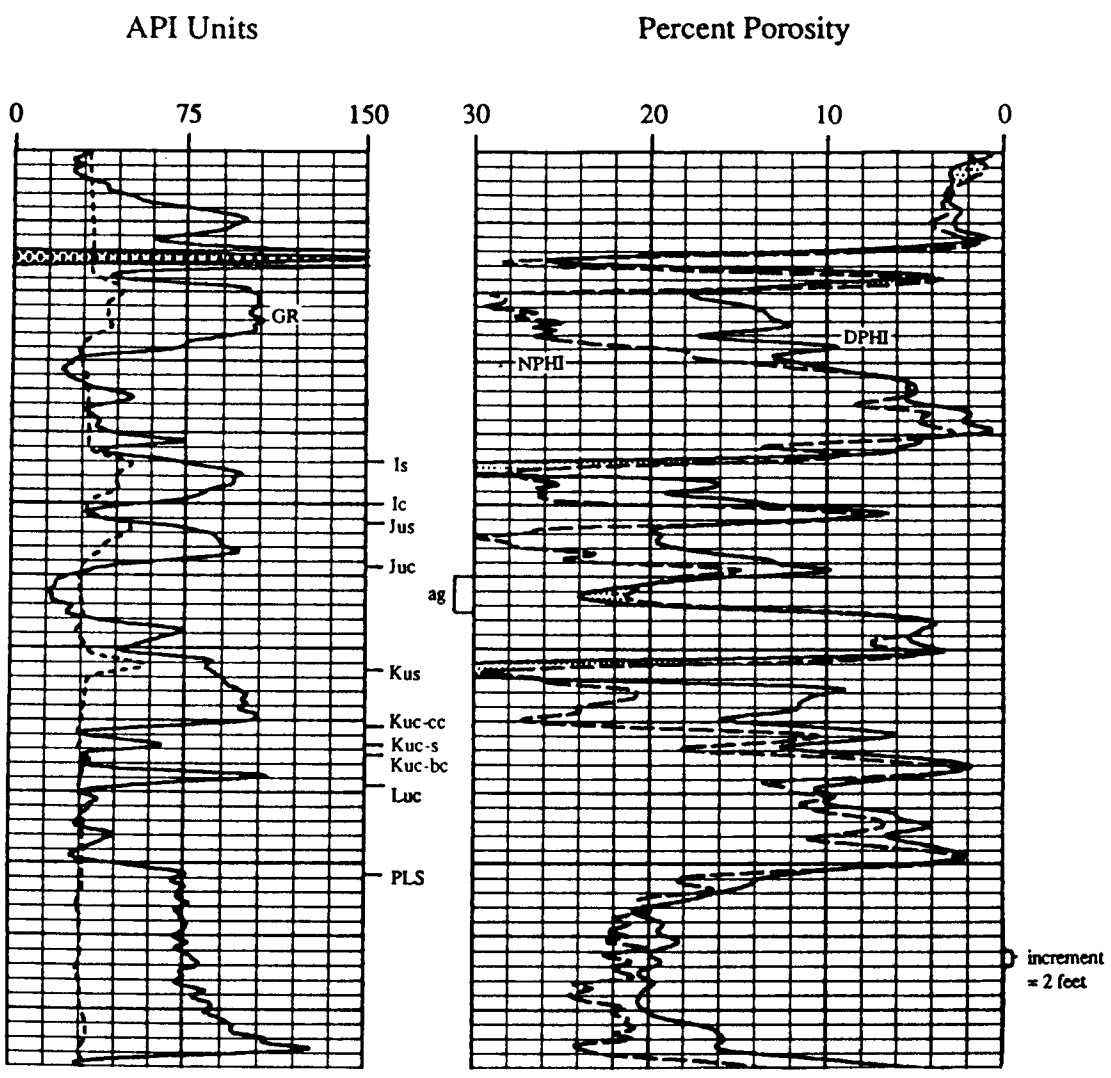 API Units
Percent Porosity
0 75 150
30 20 10 0
GR
DPHI
NPHI
Is
Ic
Jus
Juc
ag
Kus
Kuc-cc
Kuc-s
Kuc-bc
Luc
PLS
increment
= 2 feet